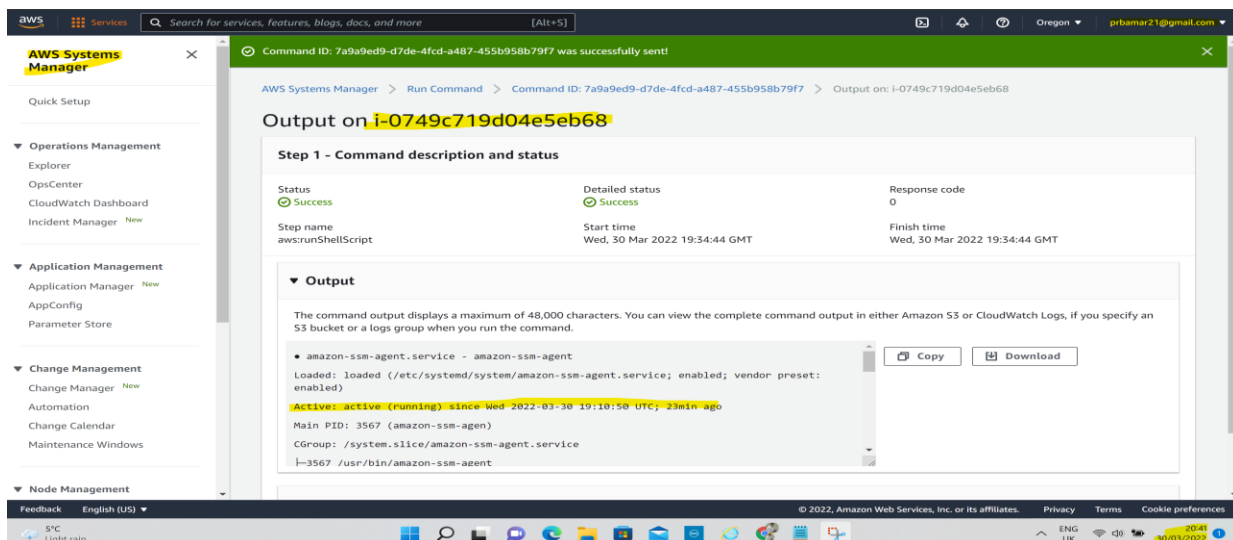 aws
Services
Search for services, features, blogs, docs, and more
[Alt+S]
Oregon ▼
prbamar21@gmail.com ▼
AWS Systems
Manager
Quick Setup
▼ Operations Management
Explorer
OpsCenter
CloudWatch Dashboard
Incident Manager New
▼ Application Management
Application Manager New
AppConfig
Parameter Store
▼ Change Management
Change Manager New
Automation
Change Calendar
Maintenance Windows
▼ Node Management
Command ID: 7a9a9ed9-d7de-4fcd-a487-455b958b79f7 was successfully sent!
AWS Systems Manager > Run Command > Command ID: 7a9a9ed9-d7de-4fcd-a487-455b958b79f7 > Output on: i-0749c719d04e5eb68
Output on i-0749c719d04e5eb68
Step 1 - Command description and status
Status
Success
Detailed status
Success
Response code
0
Step name
aws:runShellScript
Start time
Wed, 30 Mar 2022 19:34:44 GMT
Finish time
Wed, 30 Mar 2022 19:34:44 GMT
▼ Output
The command output displays a maximum of 48,000 characters. You can view the complete command output in either Amazon S3 or CloudWatch Logs, if you specify an
S3 bucket or a logs group when you run the command.
● amazon-ssm-agent.service - amazon-ssm-agent
Loaded: loaded (/etc/systemd/system/amazon-ssm-agent.service; enabled; vendor preset:
enabled)
Active: active (running) since Wed 2022-03-30 19:10:50 UTC; 23min ago
Main PID: 3567 (amazon-ssm-agen)
CGroup: /system.slice/amazon-ssm-agent.service
├─3567 /usr/bin/amazon-ssm-agent
Copy
Download
Feedback
English (US) ▼
© 2022, Amazon Web Services, Inc. or its affiliates.
Privacy
Terms
Cookie preferences
5°C
Light rain
ENG
UK
20:41
30/03/2022